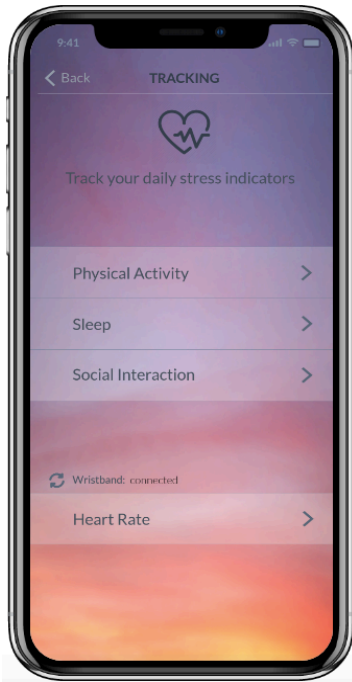 9:41
Back
TRACKING
Track your daily stress indicators
Physical Activity
Sleep
Social Interaction
Wristband: connected
Heart Rate